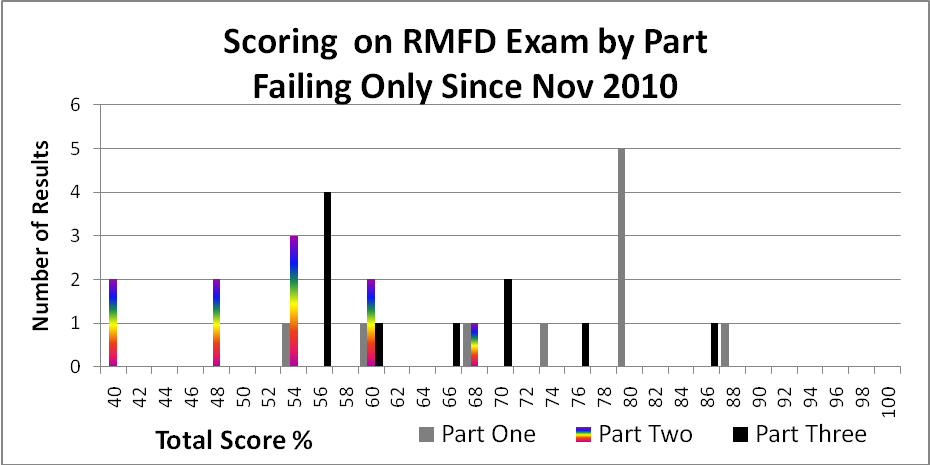 Scoring on RMFD Exam by Part
Failing Only Since Nov 2010
Number of Results
6
5
4
3
2
1
0
40 42 44 46 48 50 52 54 56 58 60 62 64 66 68 70 72 74 76 78 80 82 84 86 88 90 92 94 96 98 100
Total Score %
Part One Part Two Part Three